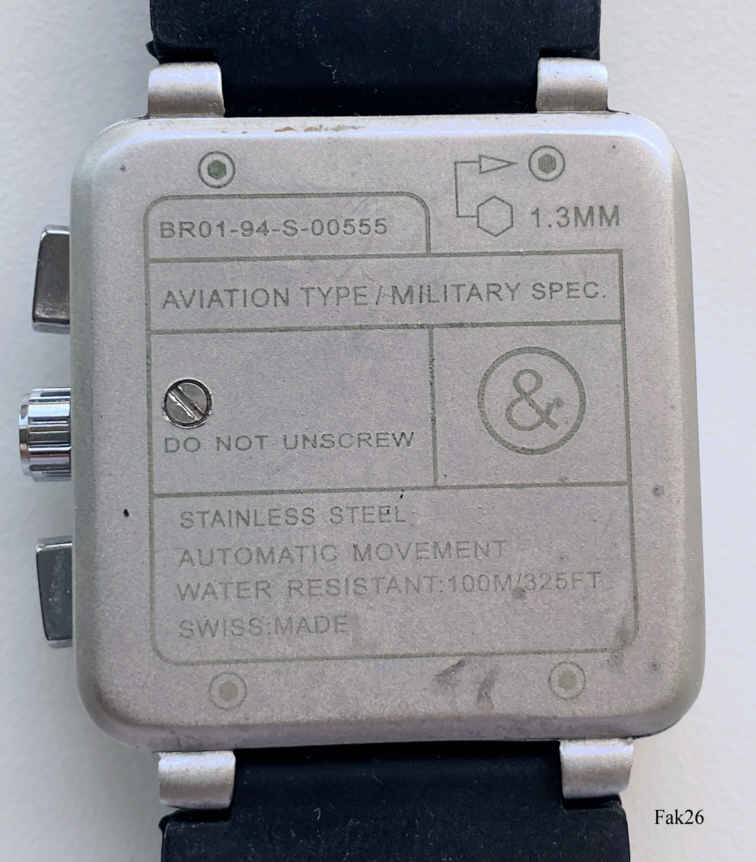 1.3MM
BR01-94-S-00555
AVIATION TYPE/MILITARY SPEC.
&
DO NOT UNSCREW
STAINLESS STEEL
AUTOMATIC MOVEMENT
WATER RESISTANT:100M/325FT
SWISS:MADE
Fak26